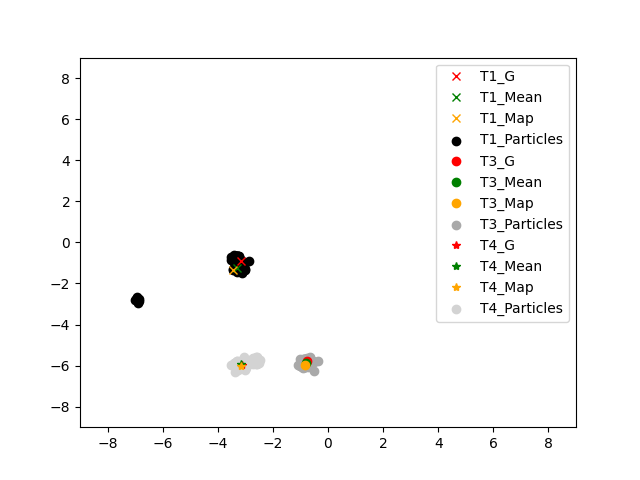 8
6
4
2
0
−2
−4
−6
−8
−8
−6
−4
−2
0
2
4
6
8
T1_G
T1_Mean
T1_Map
T1_Particles
T3_G
T3_Mean
T3_Map
T3_Particles
T4_G
T4_Mean
T4_Map
T4_Particles